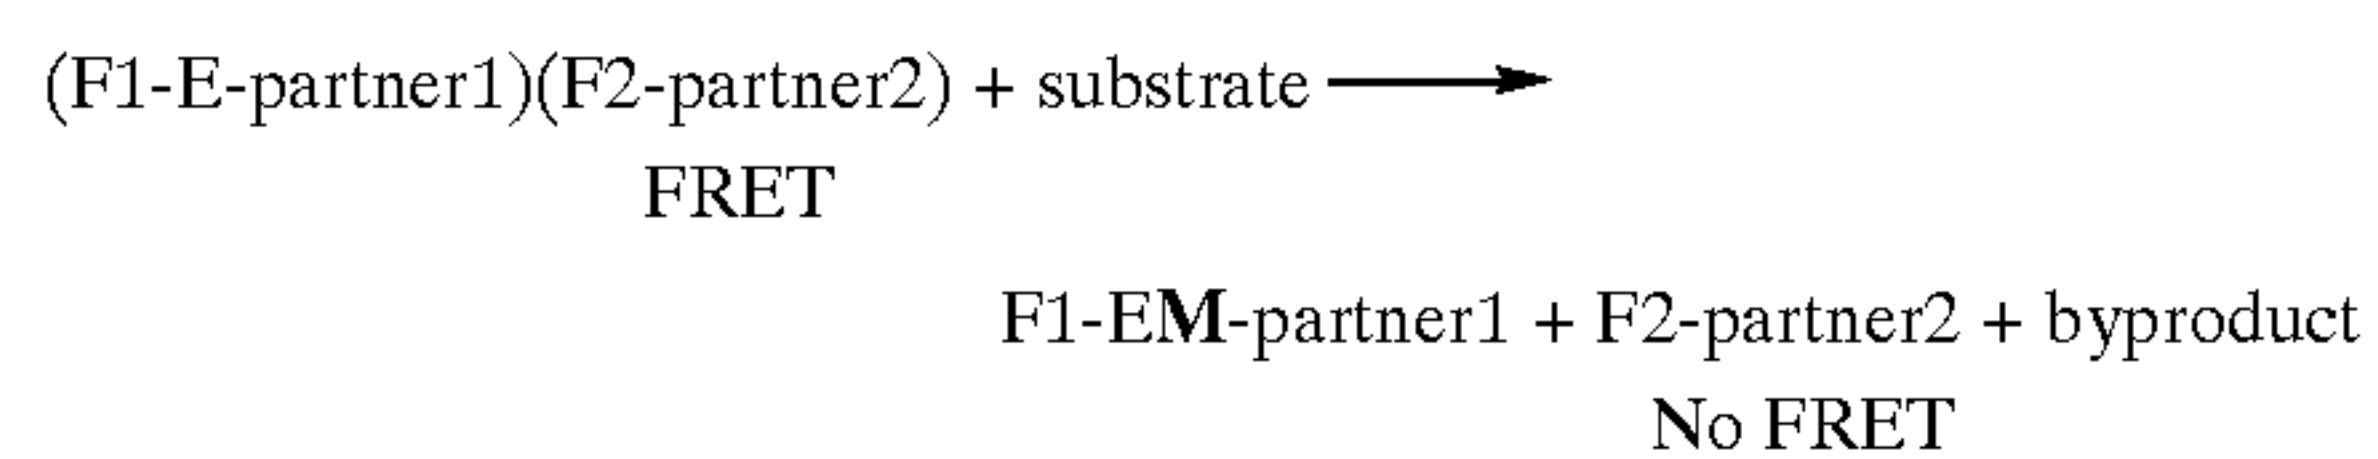 (F1-E-partner1)(F2-partner2) + substrate ⟶
FRET
F1-EM-partner1 + F2-partner2 + byproduct
No FRET